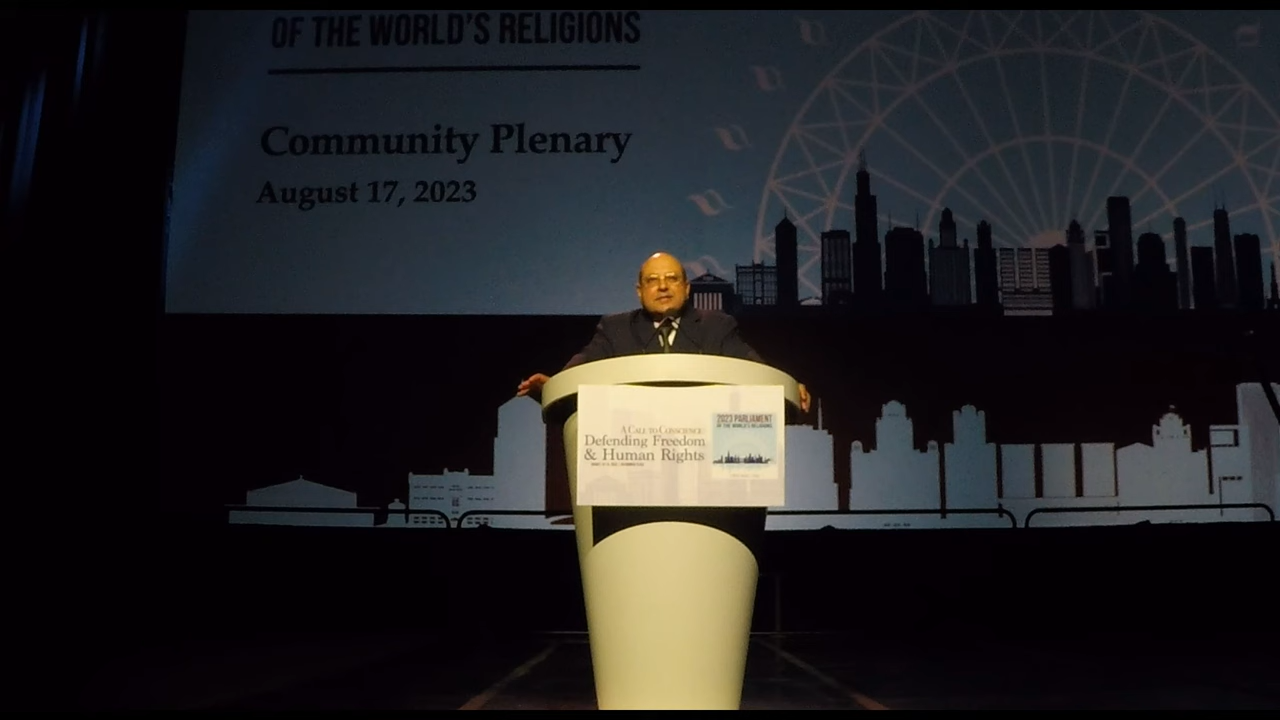 OF THE WORLD'S RELIGIONS
Community Plenary
August 17, 2023
A CALL TO CONSCIENCE:
Defending Freedom
& Human Rights
2023 PARLIAMENT
OF THE WORLD'S RELIGIONS